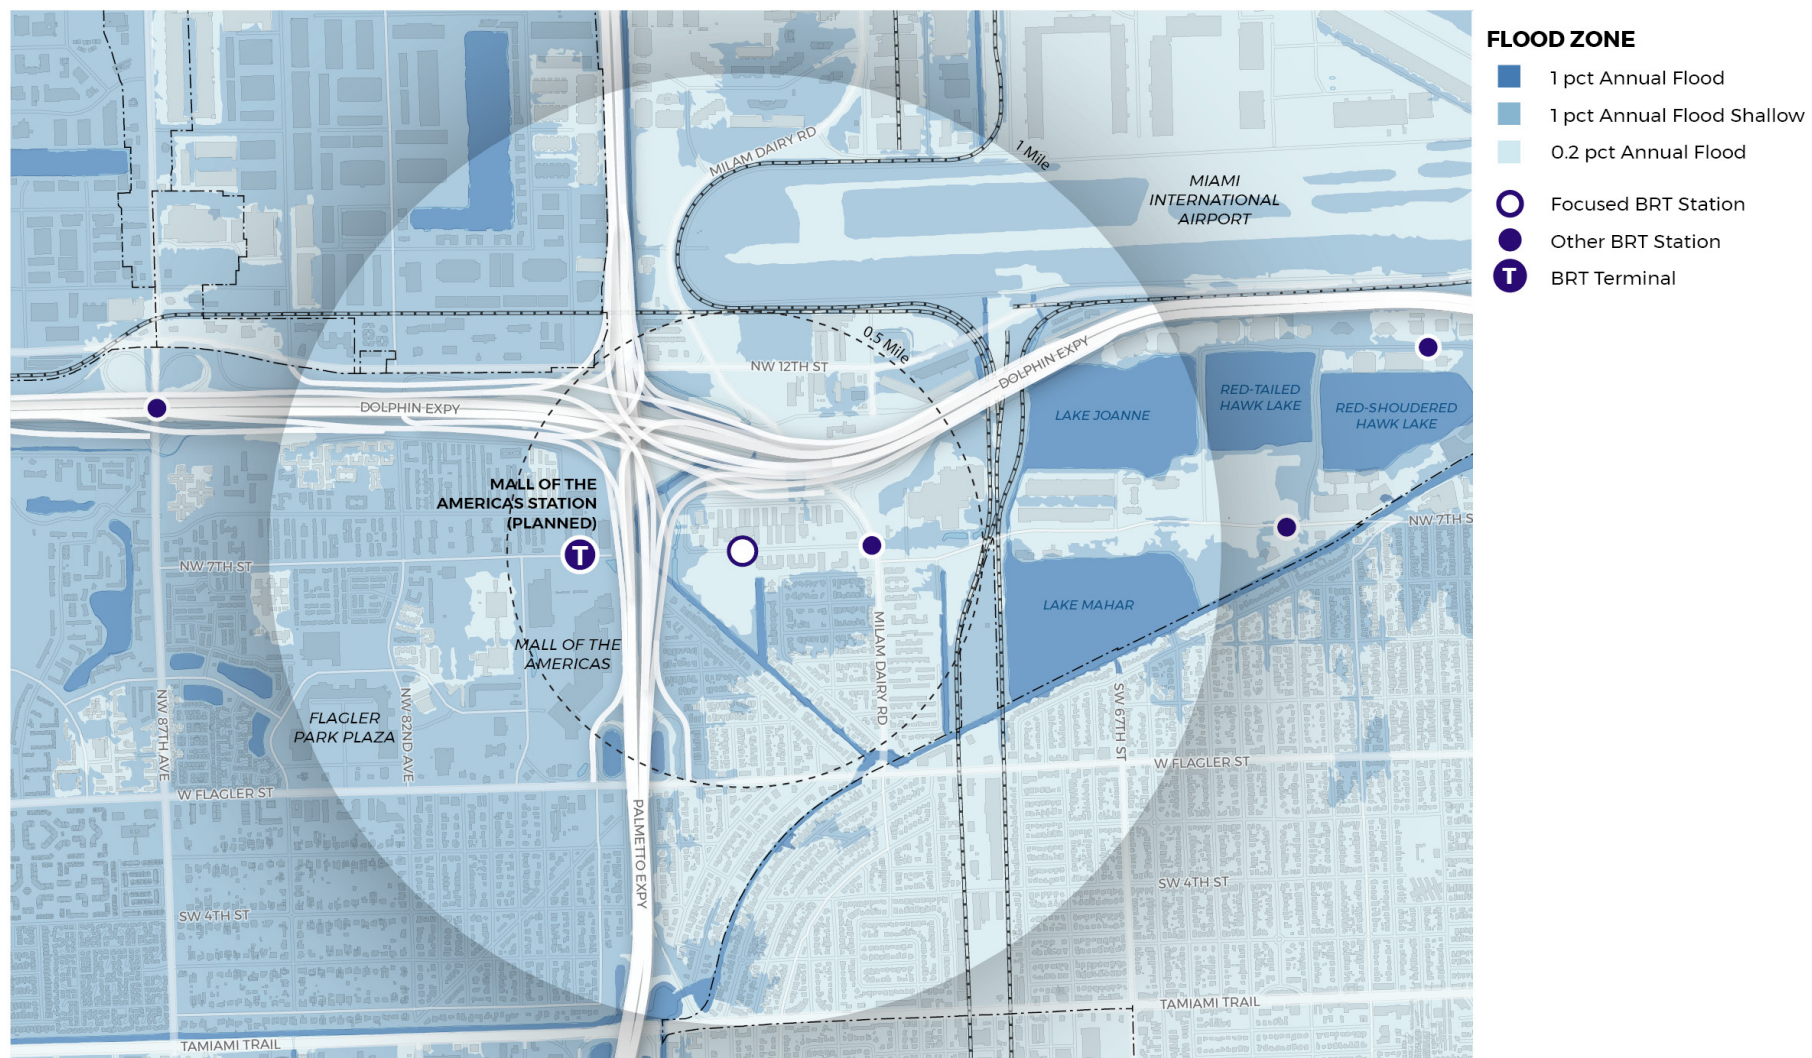 FLOOD ZONE
1 pct Annual Flood
1 pct Annual Flood Shallow
0.2 pct Annual Flood
Focused BRT Station
Other BRT Station
T
BRT Terminal
MILAM DAIRY RD
1 Mile
MIAMI
INTERNATIONAL
AIRPORT
0.5 Mile
NW 12TH ST
DOLPHIN EXPY
DOLPHIN EXPY
LAKE JOANNE
RED-TAILED
HAWK LAKE
RED-SHOUDERED
HAWK LAKE
MALL OF THE
AMERICAS STATION
(PLANNED)
T
NW 7TH S
NW 7TH ST
LAKE MAHAR
MALL OF THE
AMERICAS
MILAM DAIRY RD
FLAGLER
PARK PLAZA
NW 87TH AVE
NW 82ND AVE
SW 67TH ST
W FLAGLER ST
W FLAGLER ST
PALMETTO EXPY
SW 4TH ST
SW 4TH ST
TAMIAMI TRAIL
TAMIAMI TRAIL